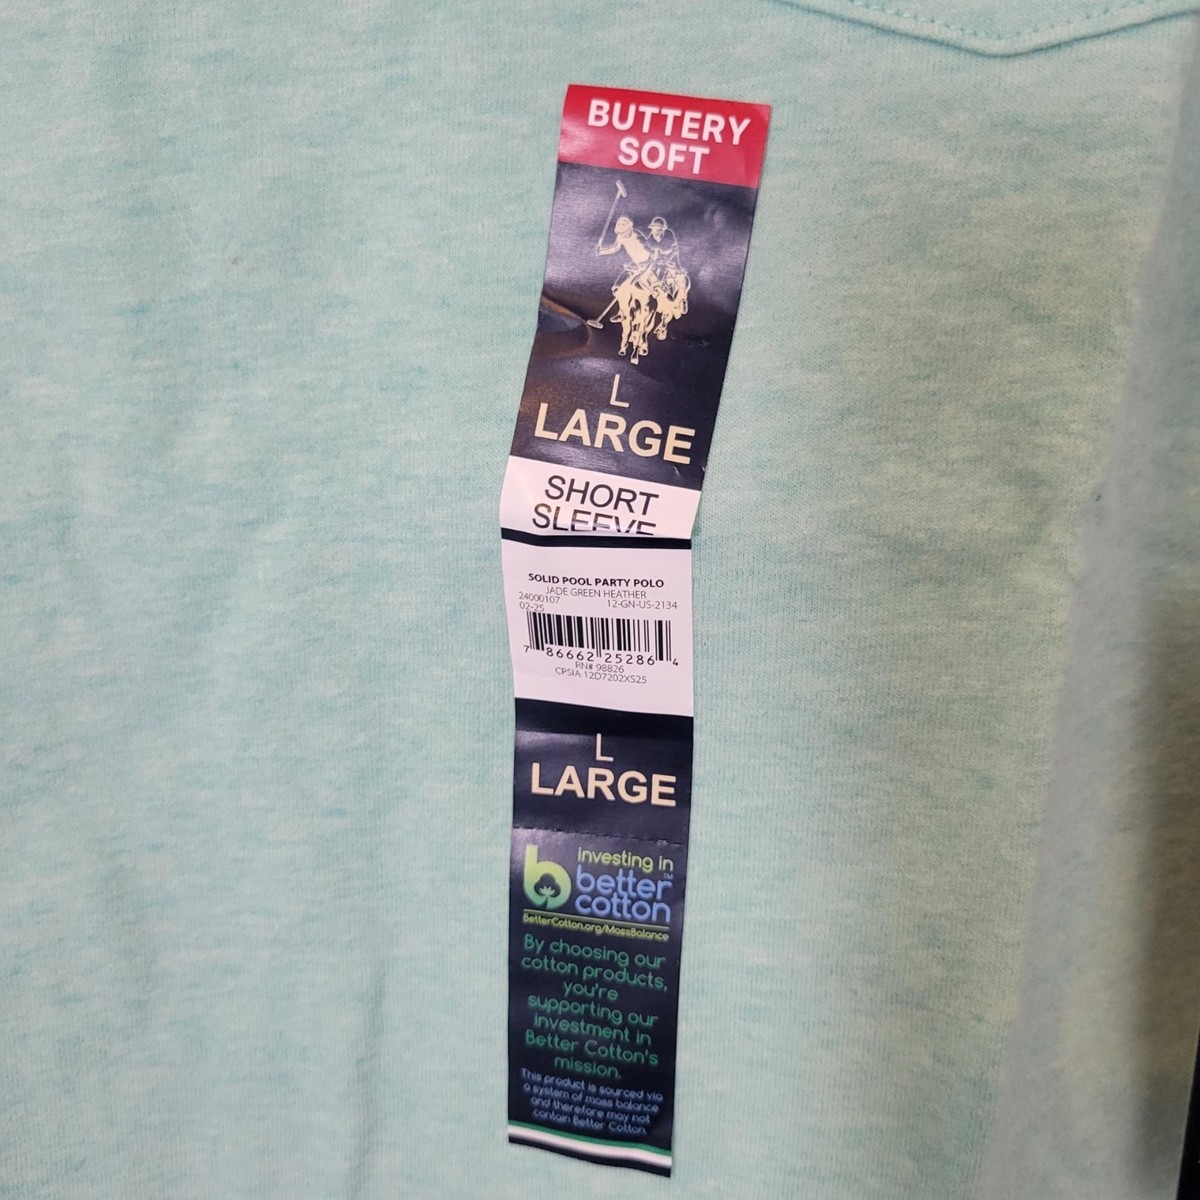 BUTTERY
SOFT
L
LARGE
SHORT
SLEEVE
SOLID POOL PARTY POLO
JADE GREEN HEATHER
24000107 12-GN-US-2134
02-25
7 86662 25286 4
RN# 98826
CPSIA 12D7202XS25
L
LARGE
investing in
better
cotton™
BetterCotton.org/MassBalance
By choosing our
cotton products,
you're
supporting our
investment in
Better Cotton's
mission.
This product is sourced via
a system of mass balance
and therefore may not
contain Better Cotton.